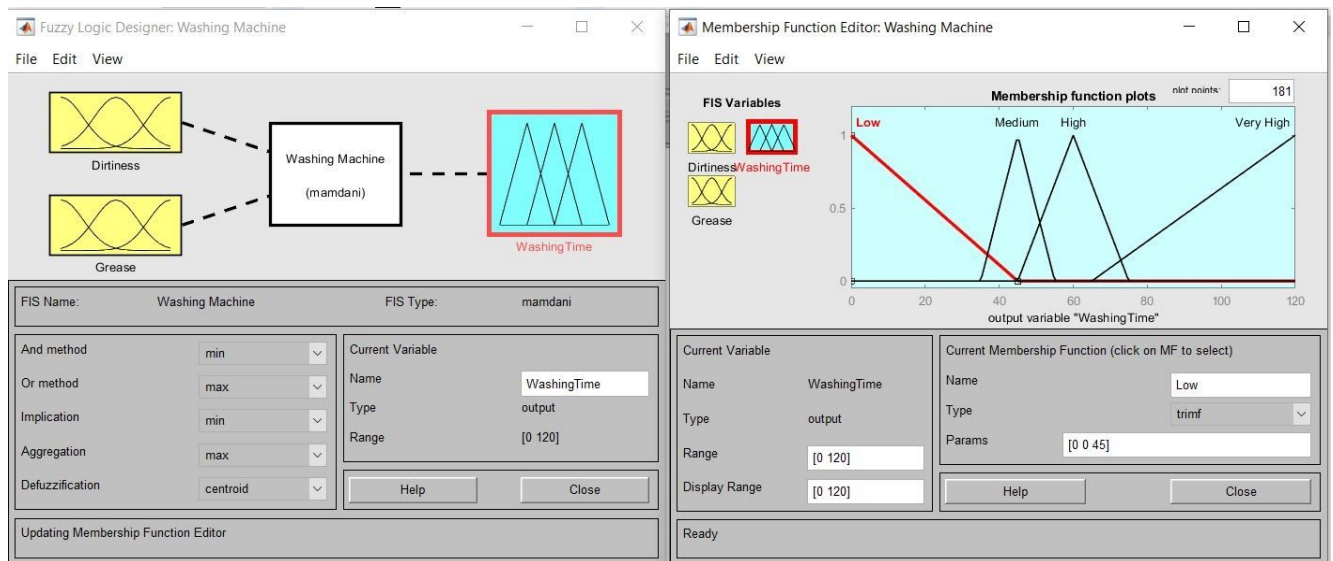 Fuzzy Logic Designer: Washing Machine
File Edit View
Dirtiness
Grease
Washing Machine
(mamdani)
WashingTime
FIS Name: Washing Machine FIS Type: mamdani
And method min
Or method max
Implication min
Aggregation max
Defuzzification centroid
Current Variable
Name WashingTime
Type output
Range [0 120]
Help Close
Updating Membership Function Editor
Membership Function Editor: Washing Machine
File Edit View
FIS Variables
Dirtiness WashingTime
Grease
Membership function plots plot points: 181
Low Medium High Very High
1
0.5
0
0 20 40 60 80 100 120
output variable "WashingTime"
Current Variable
Name WashingTime
Type output
Range [0 120]
Display Range [0 120]
Current Membership Function (click on MF to select)
Name Low
Type trimf
Params [0 0 45]
Help Close
Ready